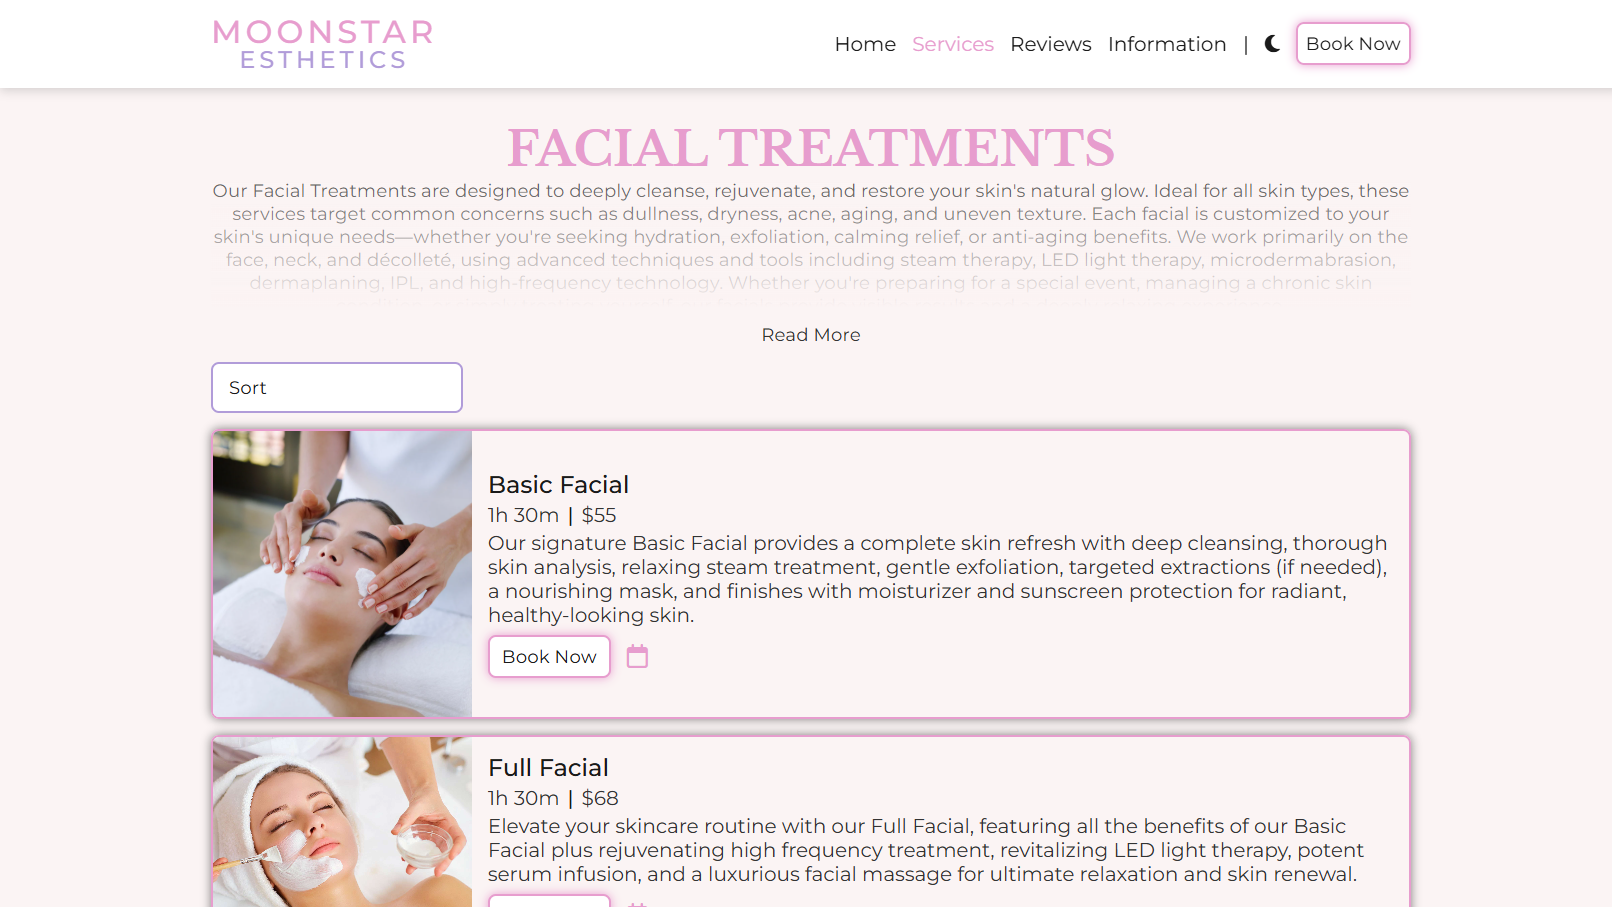 MOONSTAR
ESTHETICS
Home Services Reviews Information | Book Now
FACIAL TREATMENTS
Our Facial Treatments are designed to deeply cleanse, rejuvenate, and restore your skin's natural glow. Ideal for all skin types, these
services target common concerns such as dullness, dryness, acne, aging, and uneven texture. Each facial is customized to your
skin's unique needs—whether you're seeking hydration, exfoliation, calming relief, or anti-aging benefits. We work primarily on the
face, neck, and décolleté, using advanced techniques and tools including steam therapy, LED light therapy, microdermabrasion,
dermaplaning, IPL, and high-frequency technology. Whether you're preparing for a special event, managing a chronic skin
Read More
Sort
Basic Facial
1h 30m | $55
Our signature Basic Facial provides a complete skin refresh with deep cleansing, thorough
skin analysis, relaxing steam treatment, gentle exfoliation, targeted extractions (if needed),
a nourishing mask, and finishes with moisturizer and sunscreen protection for radiant,
healthy-looking skin.
Book Now
Full Facial
1h 30m | $68
Elevate your skincare routine with our Full Facial, featuring all the benefits of our Basic
Facial plus rejuvenating high frequency treatment, revitalizing LED light therapy, potent
serum infusion, and a luxurious facial massage for ultimate relaxation and skin renewal.